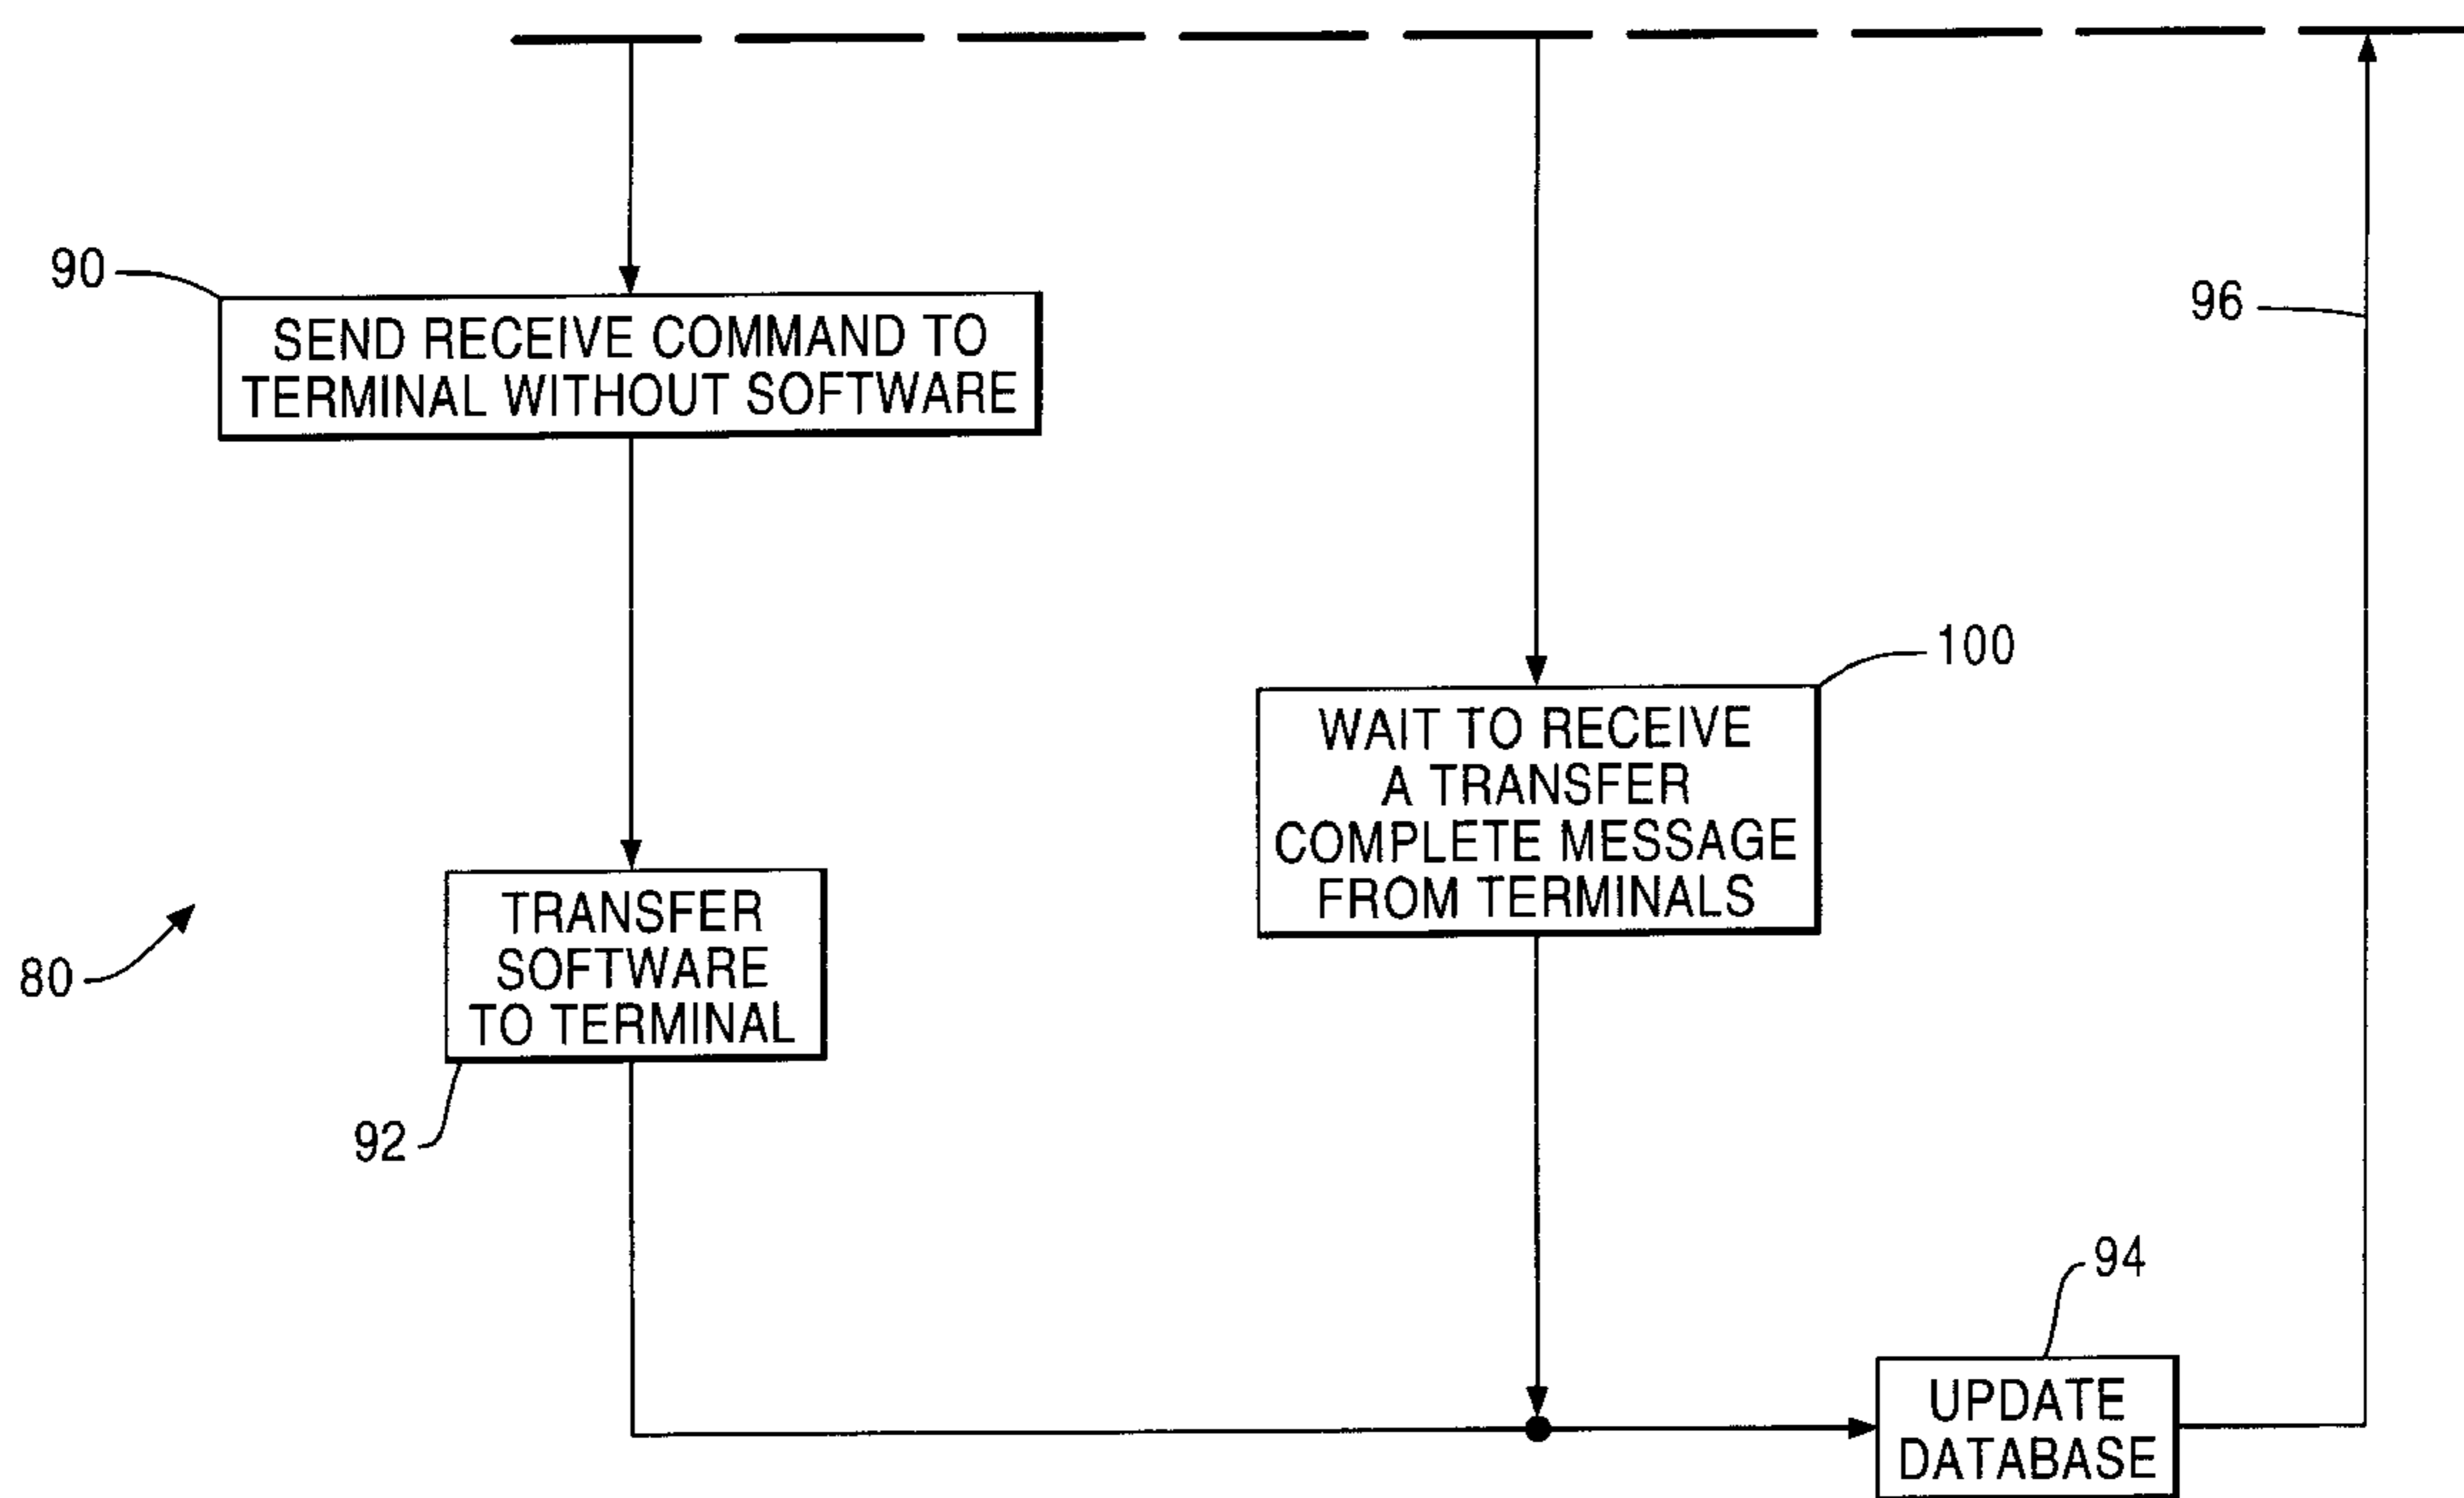 90
SEND RECEIVE COMMAND TO
TERMINAL WITHOUT SOFTWARE
96
100
WAIT TO RECEIVE
A TRANSFER
COMPLETE MESSAGE
FROM TERMINALS
TRANSFER
SOFTWARE
TO TERMINAL
80
92
94
UPDATE
DATABASE